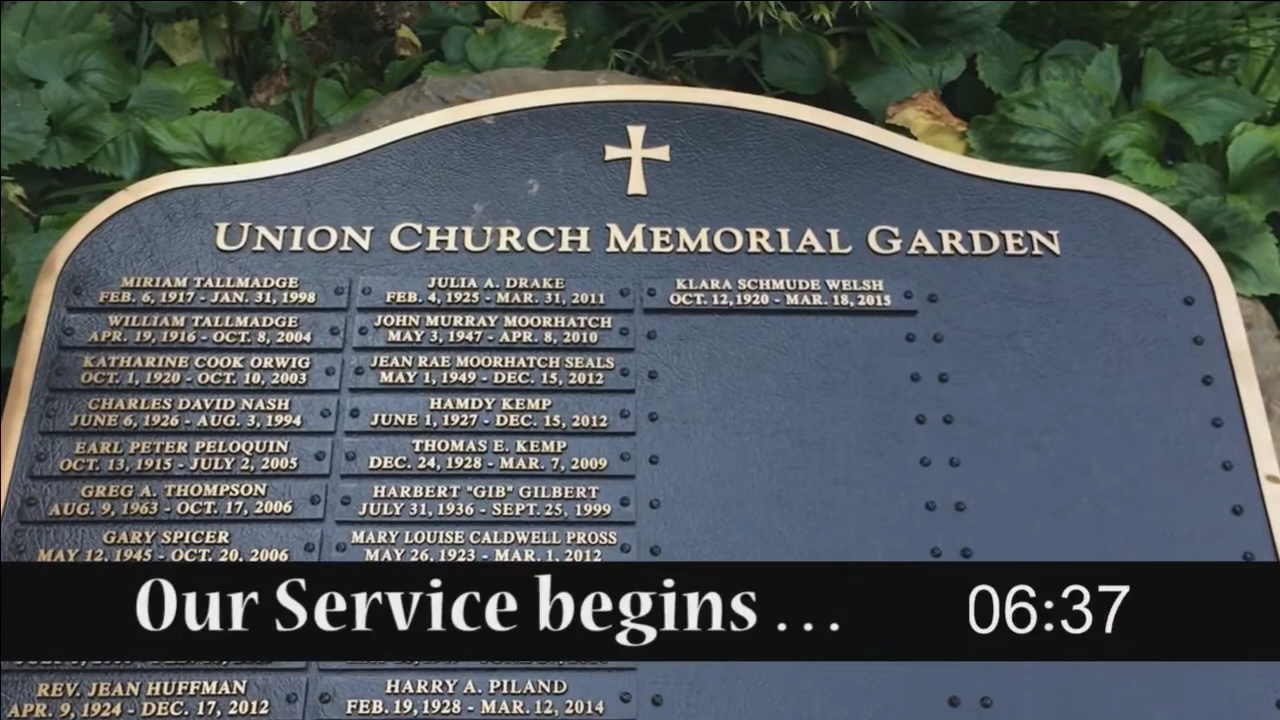 UNION CHURCH MEMORIAL GARDEN
MIRIAM TALLMADGE
FEB. 6, 1917 - JAN. 31, 1998
WILLIAM TALLMADGE
APR. 19, 1916 - OCT. 8, 2004
KATHARINE COOK ORWIG
OCT. 1, 1920 - OCT. 10, 2003
CHARLES DAVID NASH
JUNE 6, 1926 - AUG. 3, 1994
EARL PETER PELOQUIN
OCT. 13, 1915 - JULY 2, 2005
GREG A. THOMPSON
AUG. 9, 1963 - OCT. 17, 2006
GARY SPICER
MAY 12, 1945 - OCT. 20, 2006
JULIA A. DRAKE
FEB. 4, 1925 - MAR. 31, 2011
JOHN MURRAY MOORHATCH
MAY 3, 1947 - APR. 8, 2010
JEAN RAE MOORHATCH SEALS
MAY 1, 1949 - DEC. 15, 2012
HAMDY KEMP
JUNE 1, 1927 - DEC. 15, 2012
THOMAS E. KEMP
DEC. 24, 1928 - MAR. 7, 2009
HARBERT "GIB" GILBERT
JULY 31, 1936 - SEPT. 25, 1999
MARY LOUISE CALDWELL PROSS
MAY 26, 1923 - MAR. 1, 2012
KLARA SCHMUDE WELSH
OCT. 12, 1920 - MAR. 18, 2015
Our Service begins . . .
06:37
REV. JEAN HUFFMAN
APR. 9, 1924 - DEC. 17, 2012
HARRY A. PILAND
FEB. 19, 1928 - MAR. 12, 2014